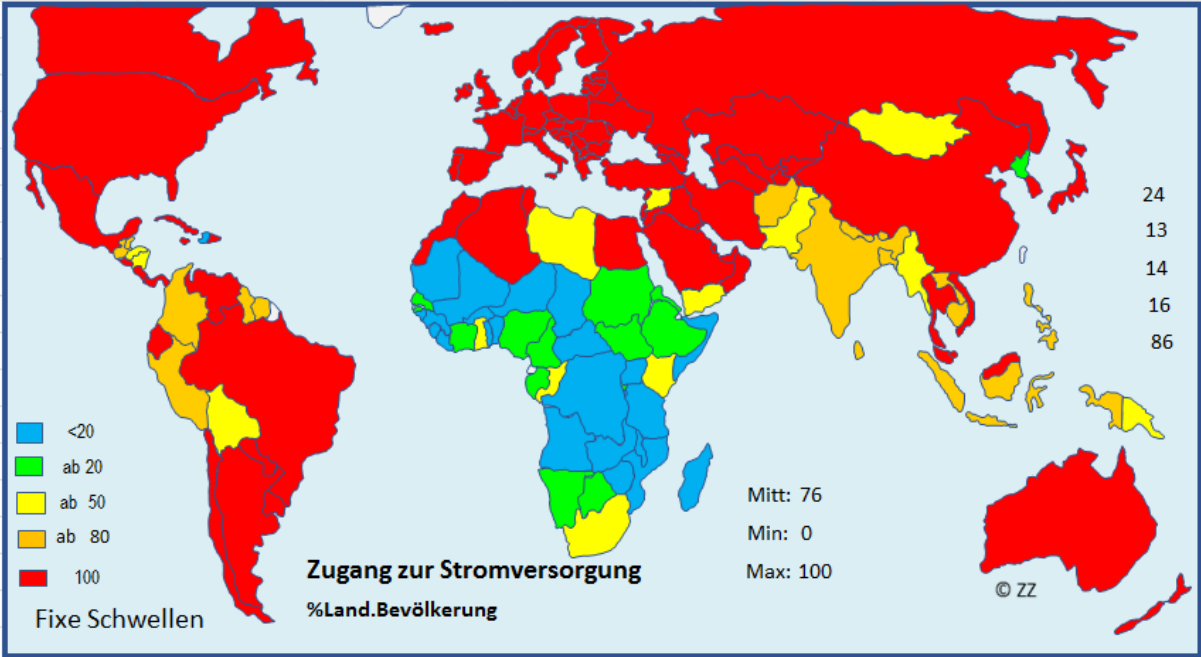 24
13
14
16
86
<20
ab 20
ab 50
ab 80
100
Fixe Schwellen
Zugang zur Stromversorgung
%Land.Bevölkerung
Mitt: 76
Min: 0
Max: 100
© ZZ